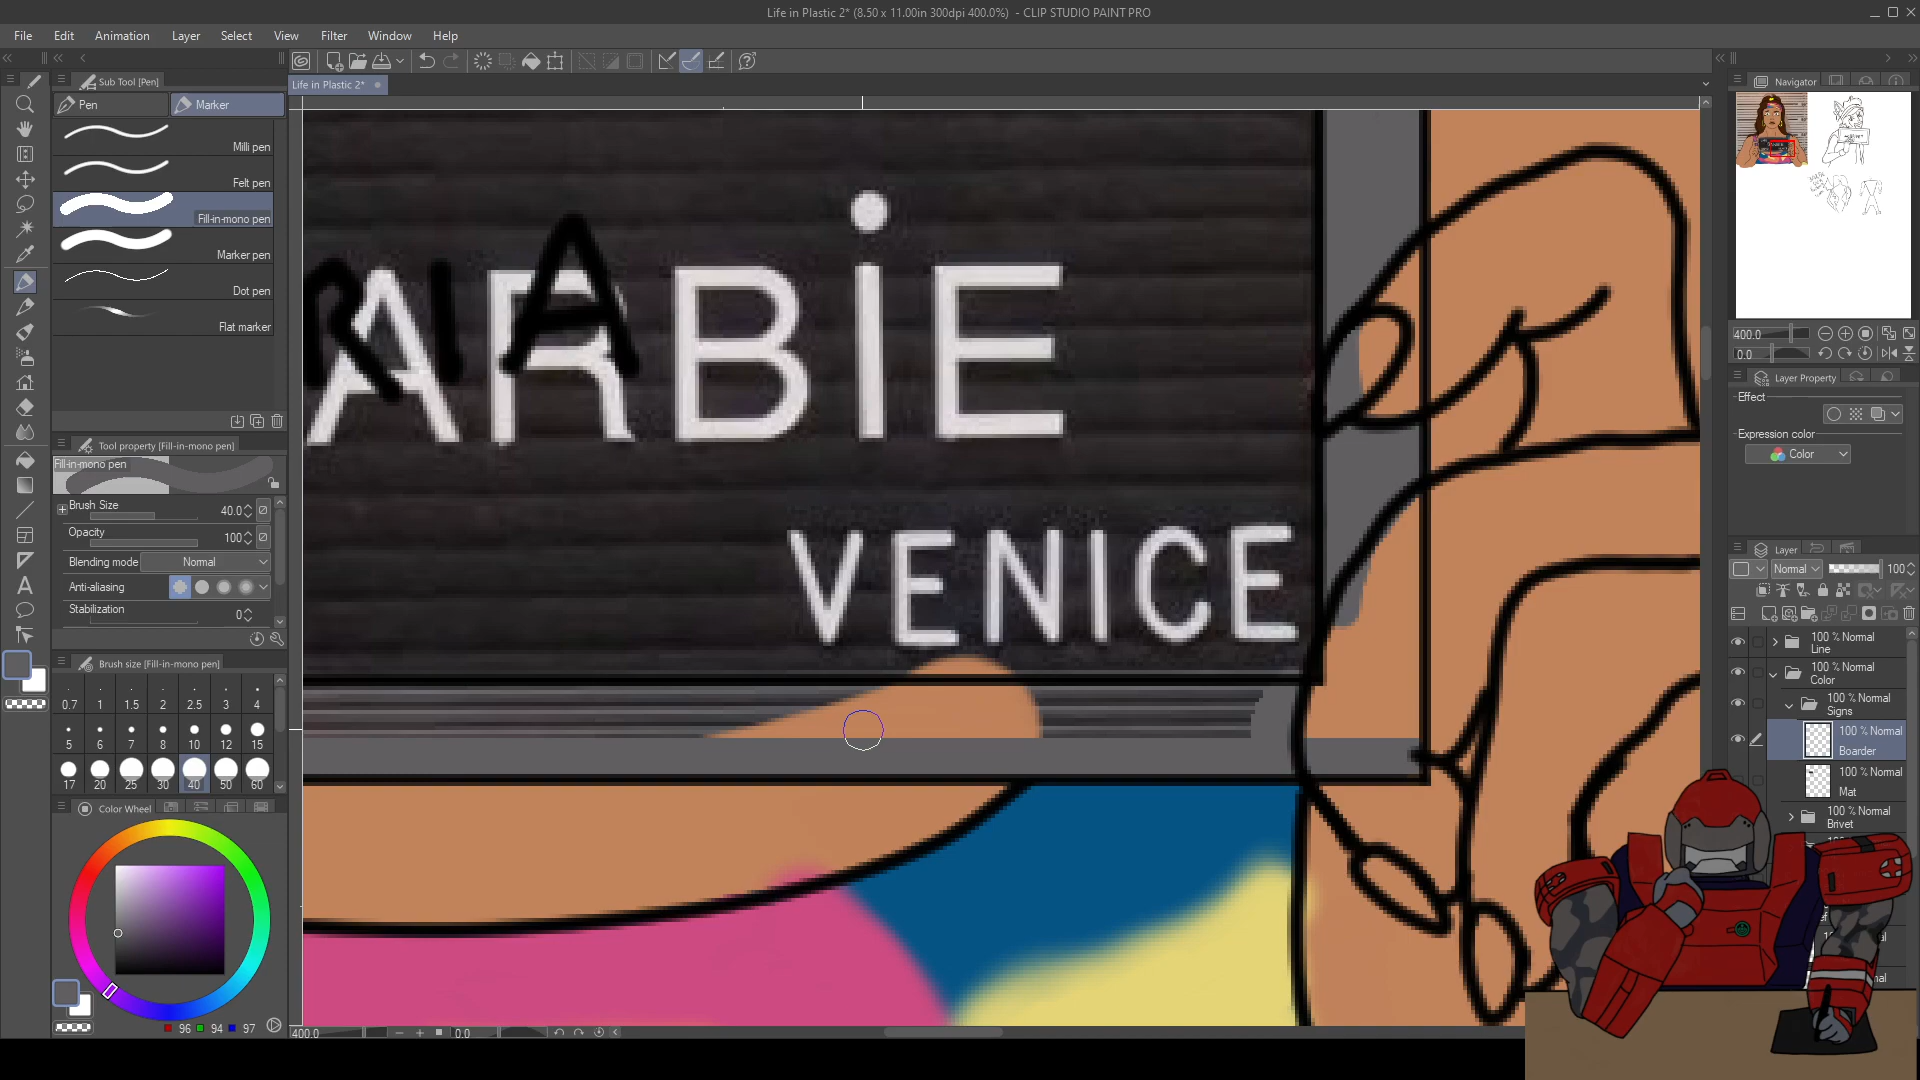 Life in Plastic 2* (8.50 x 11.00in 300dpi 400.0%) - CLIP STUDIO PAINT PRO
File Edit Animation Layer Select View Filter Window Help
Sub Tool [Pen]
Life in Plastic 2*
Navigator
Pen Marker
Milli pen
Felt pen
Fill-in-mono pen
Marker pen
Dot pen
Flat marker
ARBiE
A
VENICE
Tool property [Fill-in-mono pen]
Fill-in-mono pen
Brush Size 40.0
Opacity 100
Blending mode Normal
Anti-aliasing
Stabilization 0
Brush size [Fill-in-mono pen]
0.7 1 1.5 2 2.5 3 4
5 6 7 8 10 12 15
17 20 25 30 40 50 60
Color Wheel
96 94 97
400.0 0.0
400.0
0.0
Layer Property
Effect
Expression color
Color
Layer
Normal 100
100 % Normal
Line
100 % Normal
Color
100 % Normal
Signs
100 % Normal
Boarder
100 % Normal
Mat
100 % Normal
Brivet